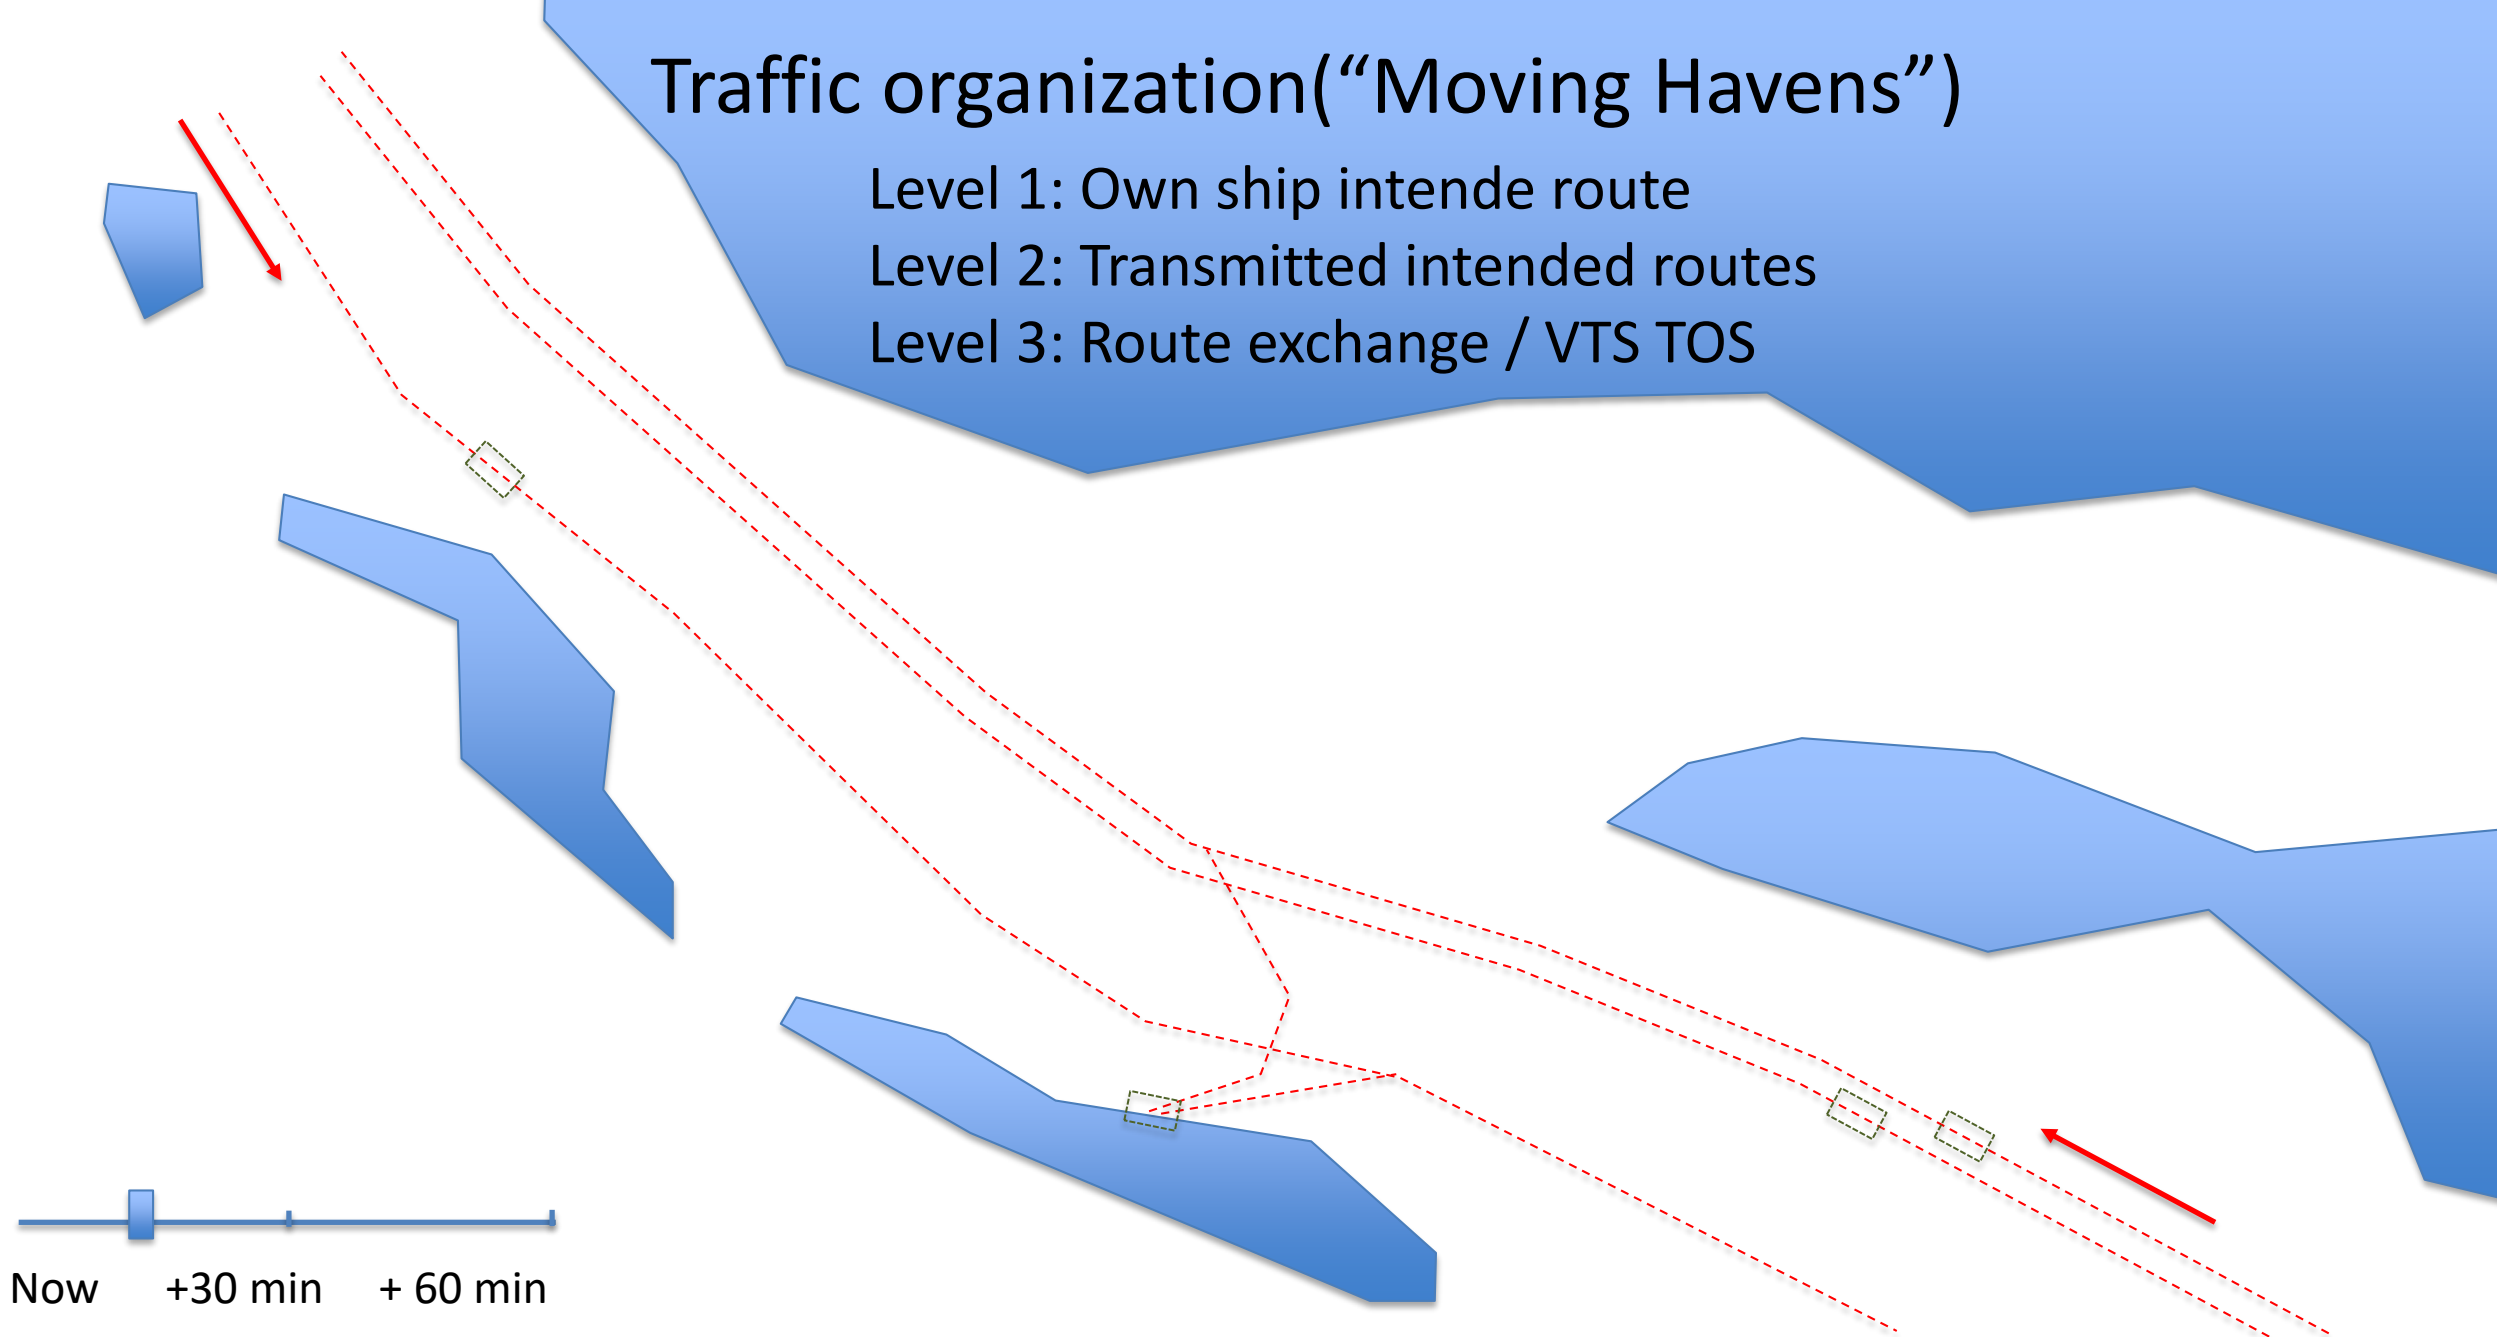 Traffic organization(“Moving Havens”)
Level 1: Own ship intende route
Level 2: Transmitted intended routes
Level 3: Route exchange / VTS TOS
Now +30 min + 60 min